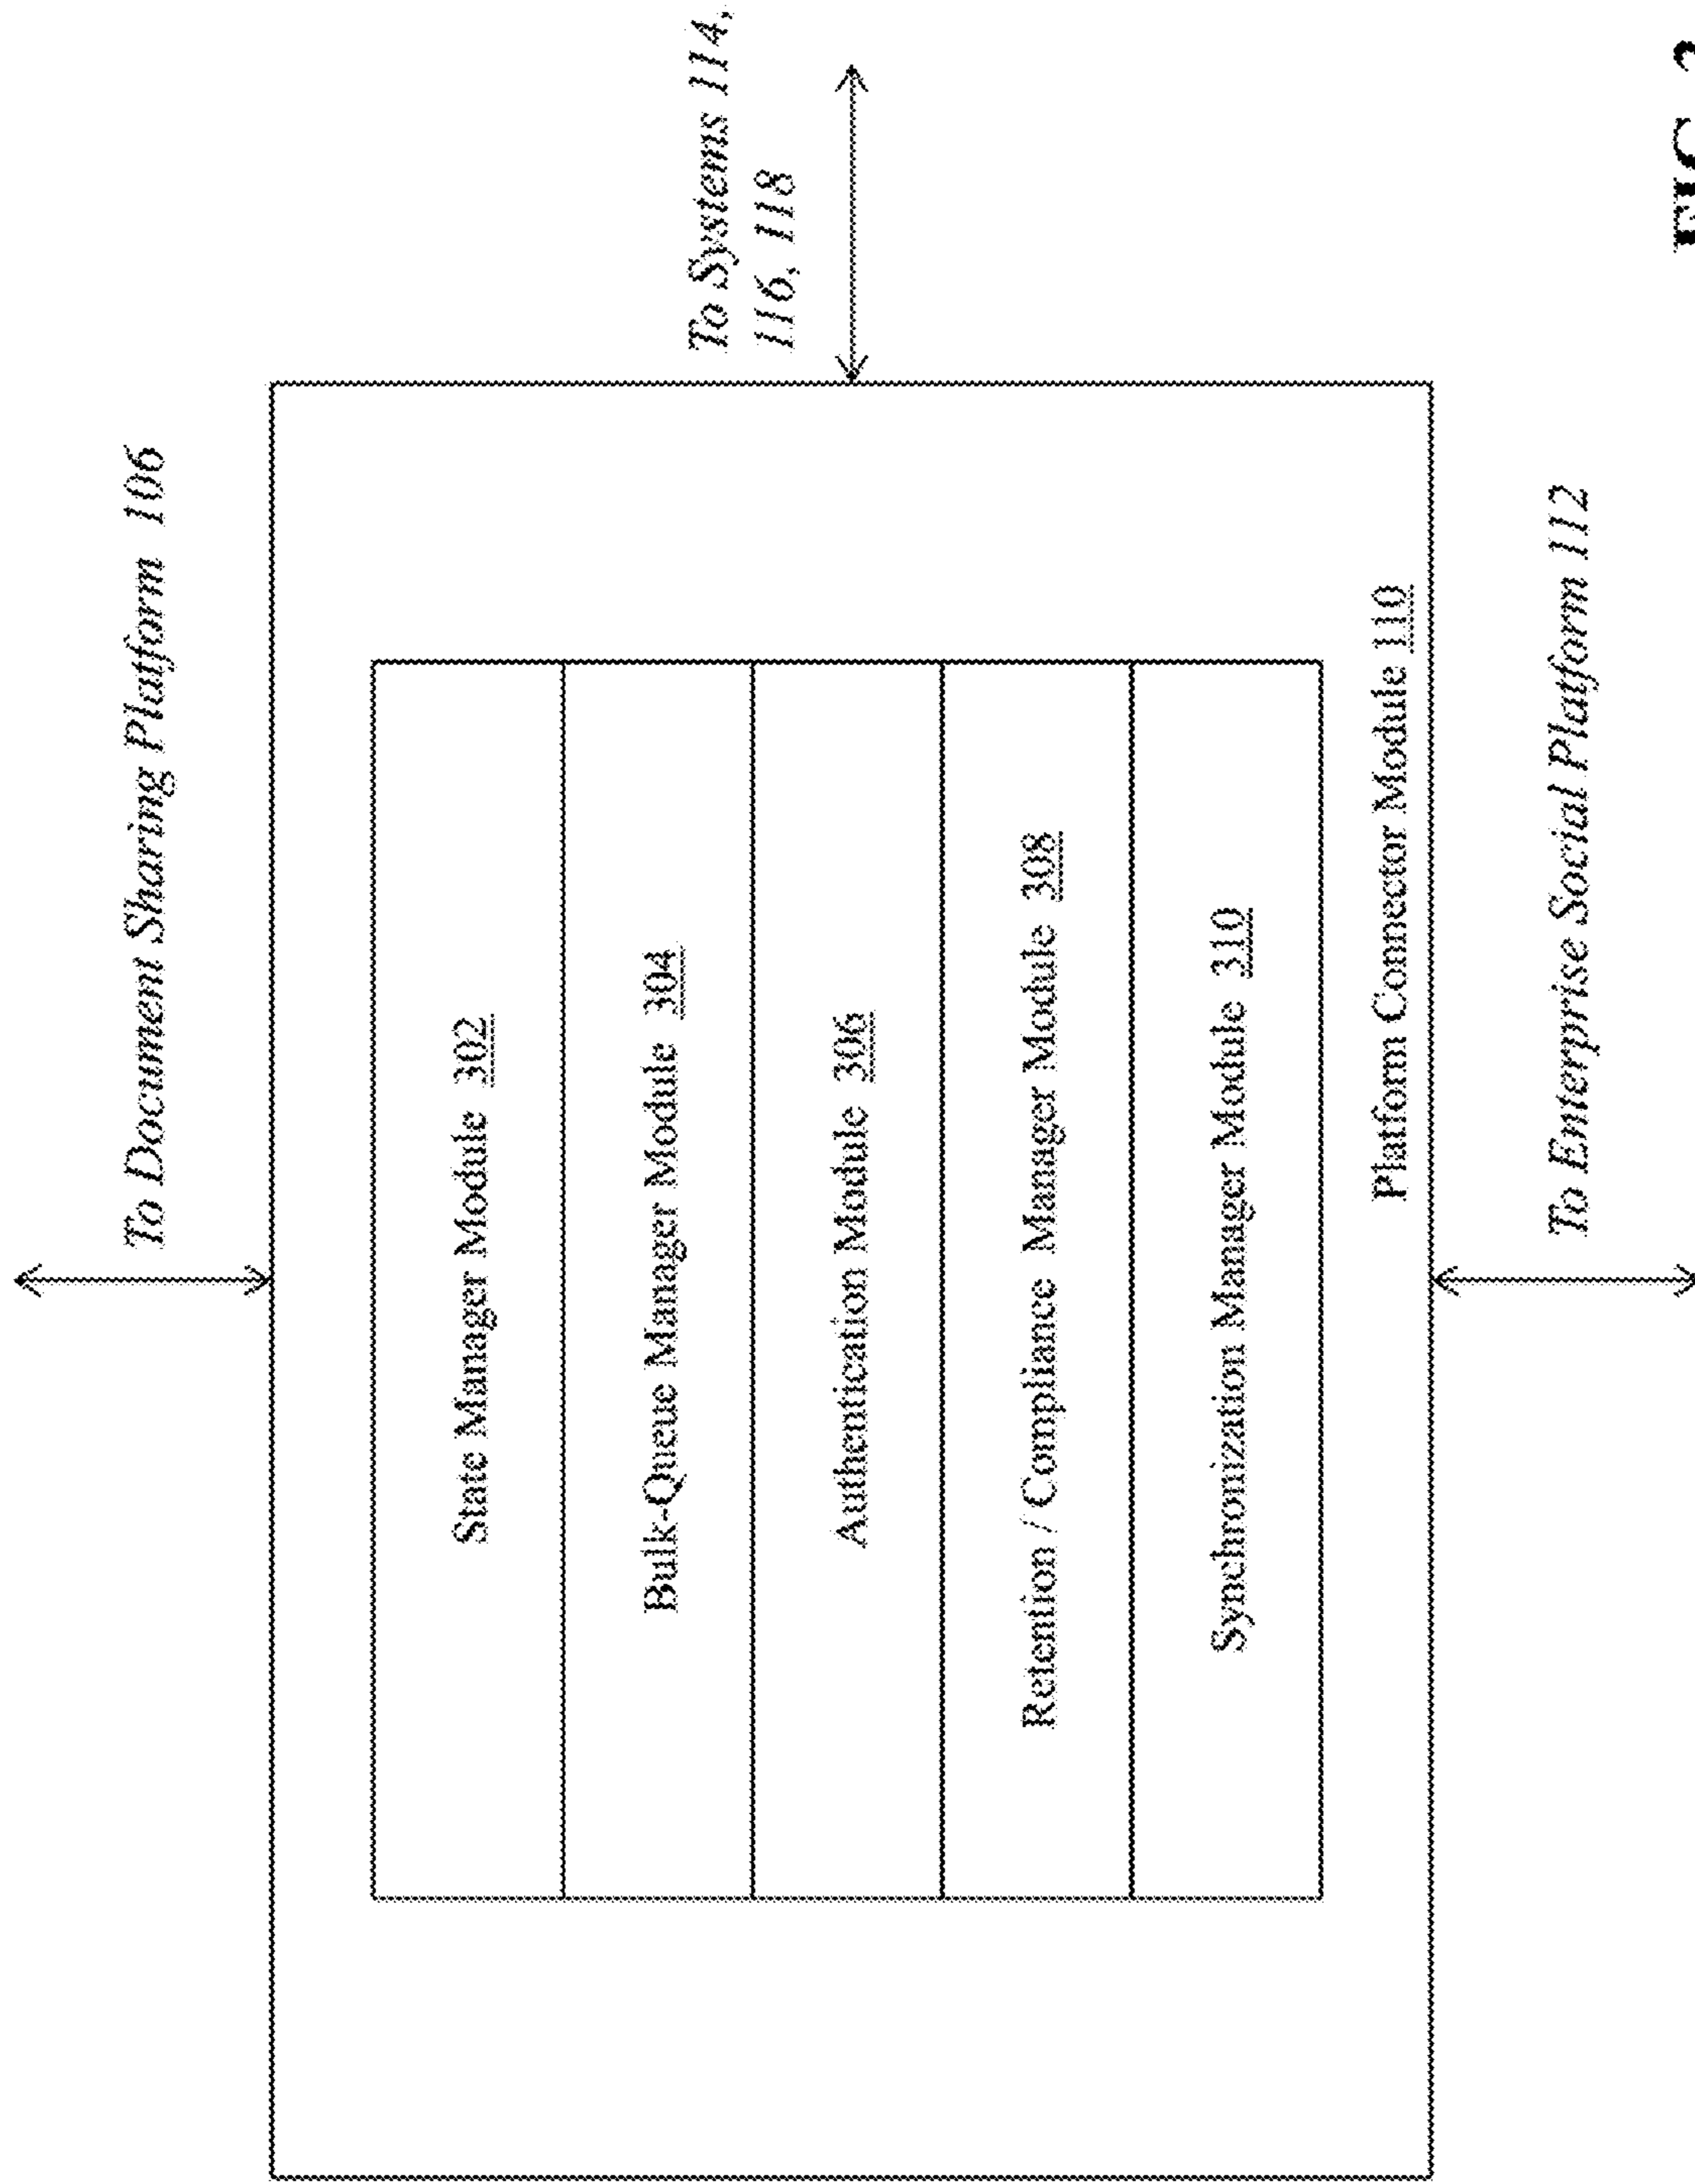 To Document Sharing Platform 106
State Manager Module 302
Bulk-Queue Manager Module 304
To Systems 114,
116, 118
Authentication Module 306
Retention / Compliance Manager Module 308
Synchronization Manager Module 310
Platform Connector Module 110
To Enterprise Social Platform 112
FIG